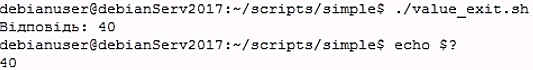 debianuser@debianServ2017:~/scripts/simple$ ./value_exit.sh
Відповідь: 40
debianuser@debianServ2017:~/scripts/simple$ echo $?
40